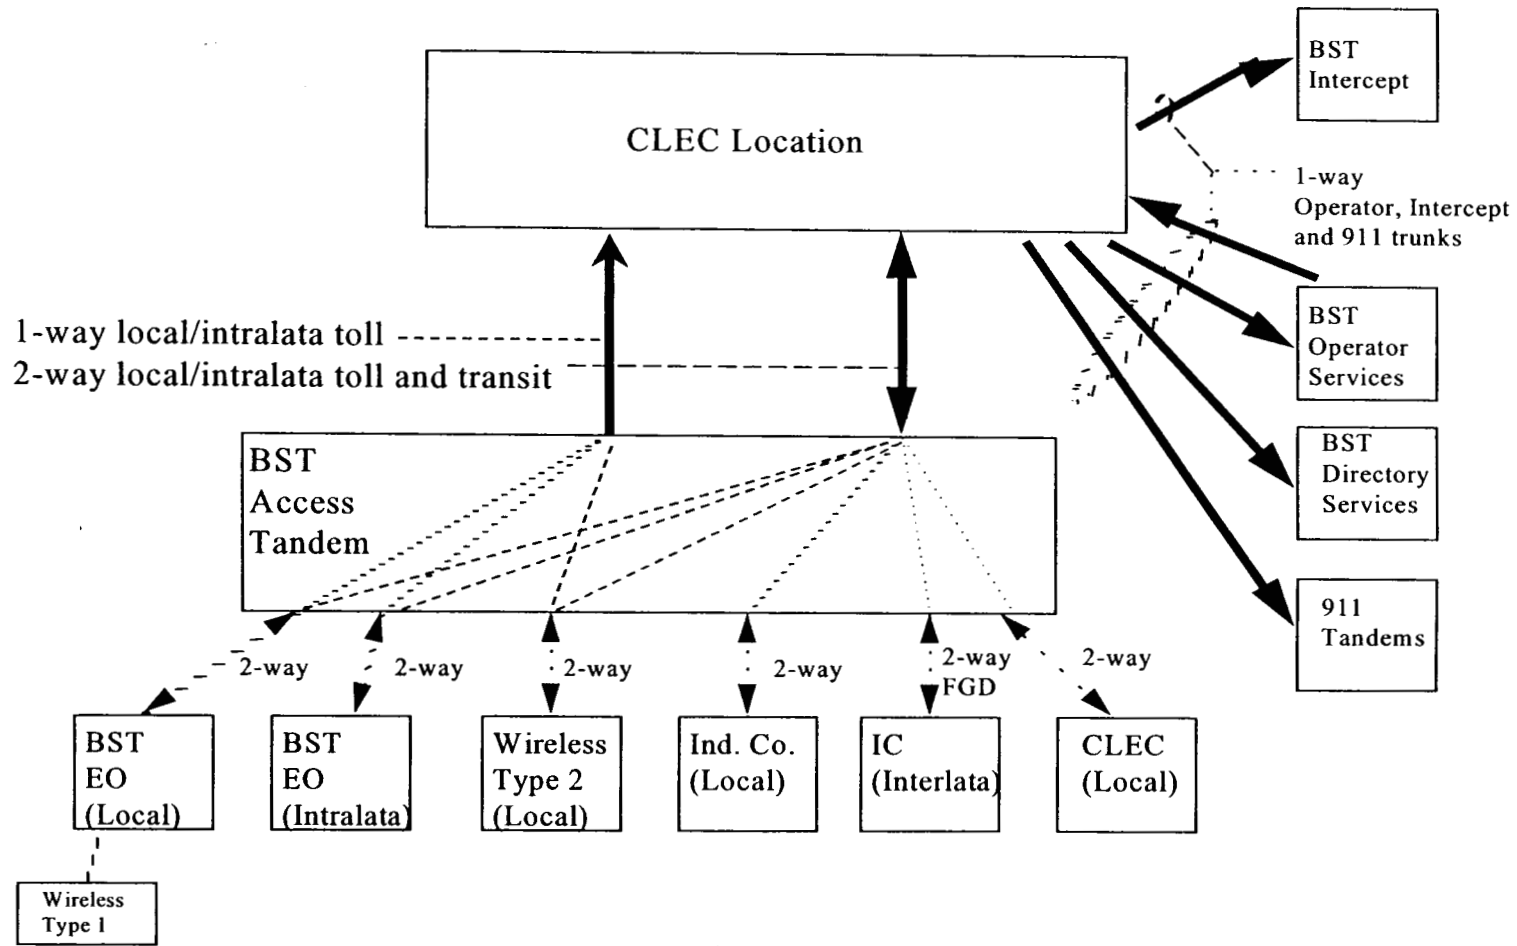 BST
Intercept
CLEC Location
1-way
Operator, Intercept
and 911 trunks
1-way local/intralata toll
2-way local/intralata toll and transit
BST
Operator
Services
BST
Access
Tandem
BST
Directory
Services
911
Tandems
2-way
2-way
2-way
2-way
2-way
FGD
2-way
BST
EO
(Local)
BST
EO
(Intralata)
Wireless
Type 2
(Local)
Ind. Co.
(Local)
IC
(Interlata)
CLEC
(Local)
Wireless
Type 1